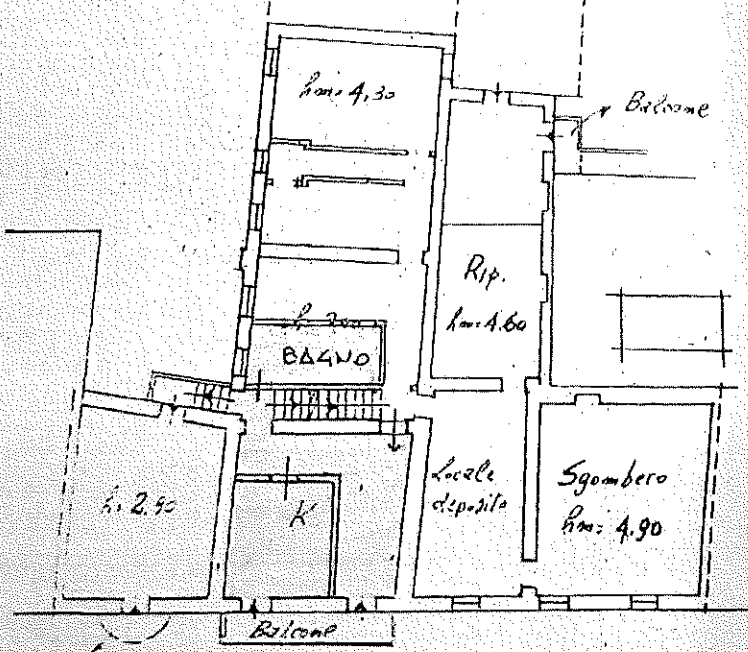 hm: 4,30
Balcone
Rip.
hm: 4.60
BAGNO
h. 2,90
K
Locale
deposito
Sgombero
hm: 4.90
Balcone